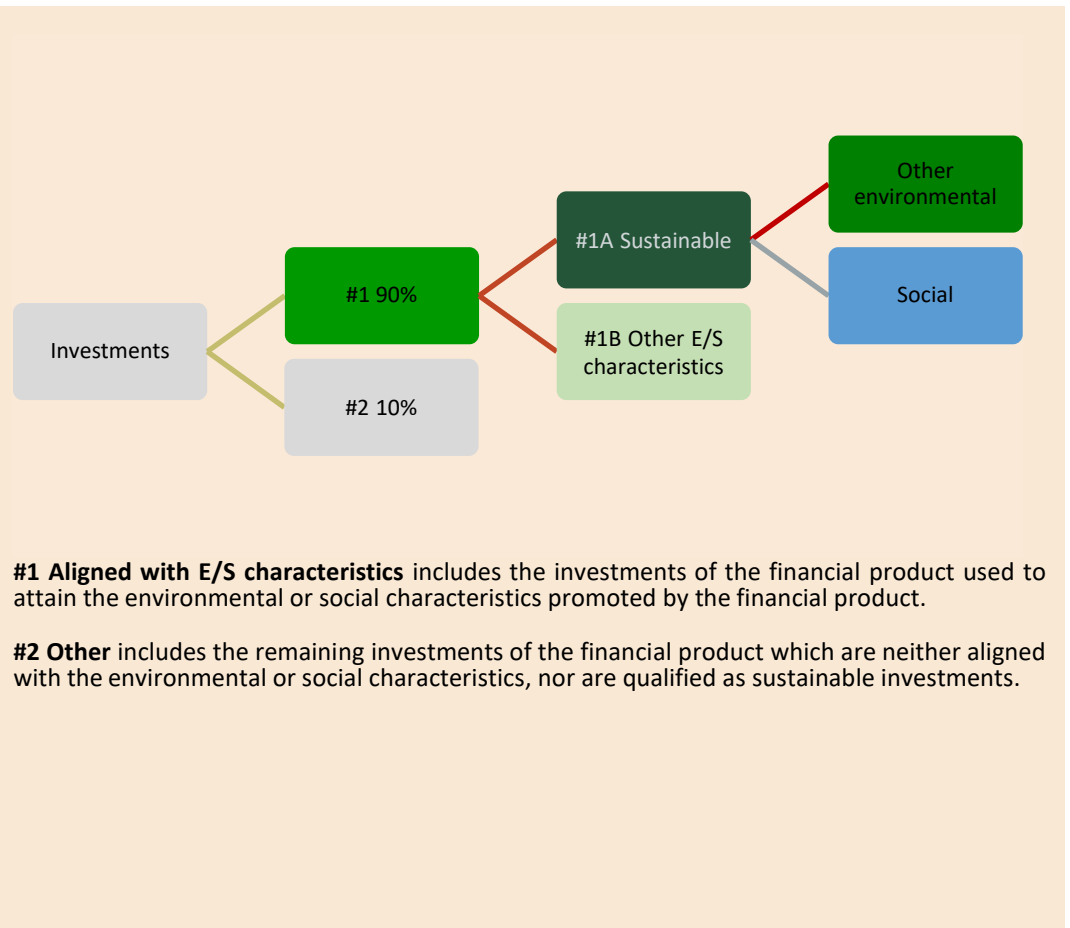 Other
environmental
#1A Sustainable
#1 90%
Social
Investments
#1B Other E/S
characteristics
#2 10%
#1 Aligned with E/S characteristics includes the investments of the financial product used to
attain the environmental or social characteristics promoted by the financial product.
#2 Other includes the remaining investments of the financial product which are neither aligned
with the environmental or social characteristics, nor are qualified as sustainable investments.